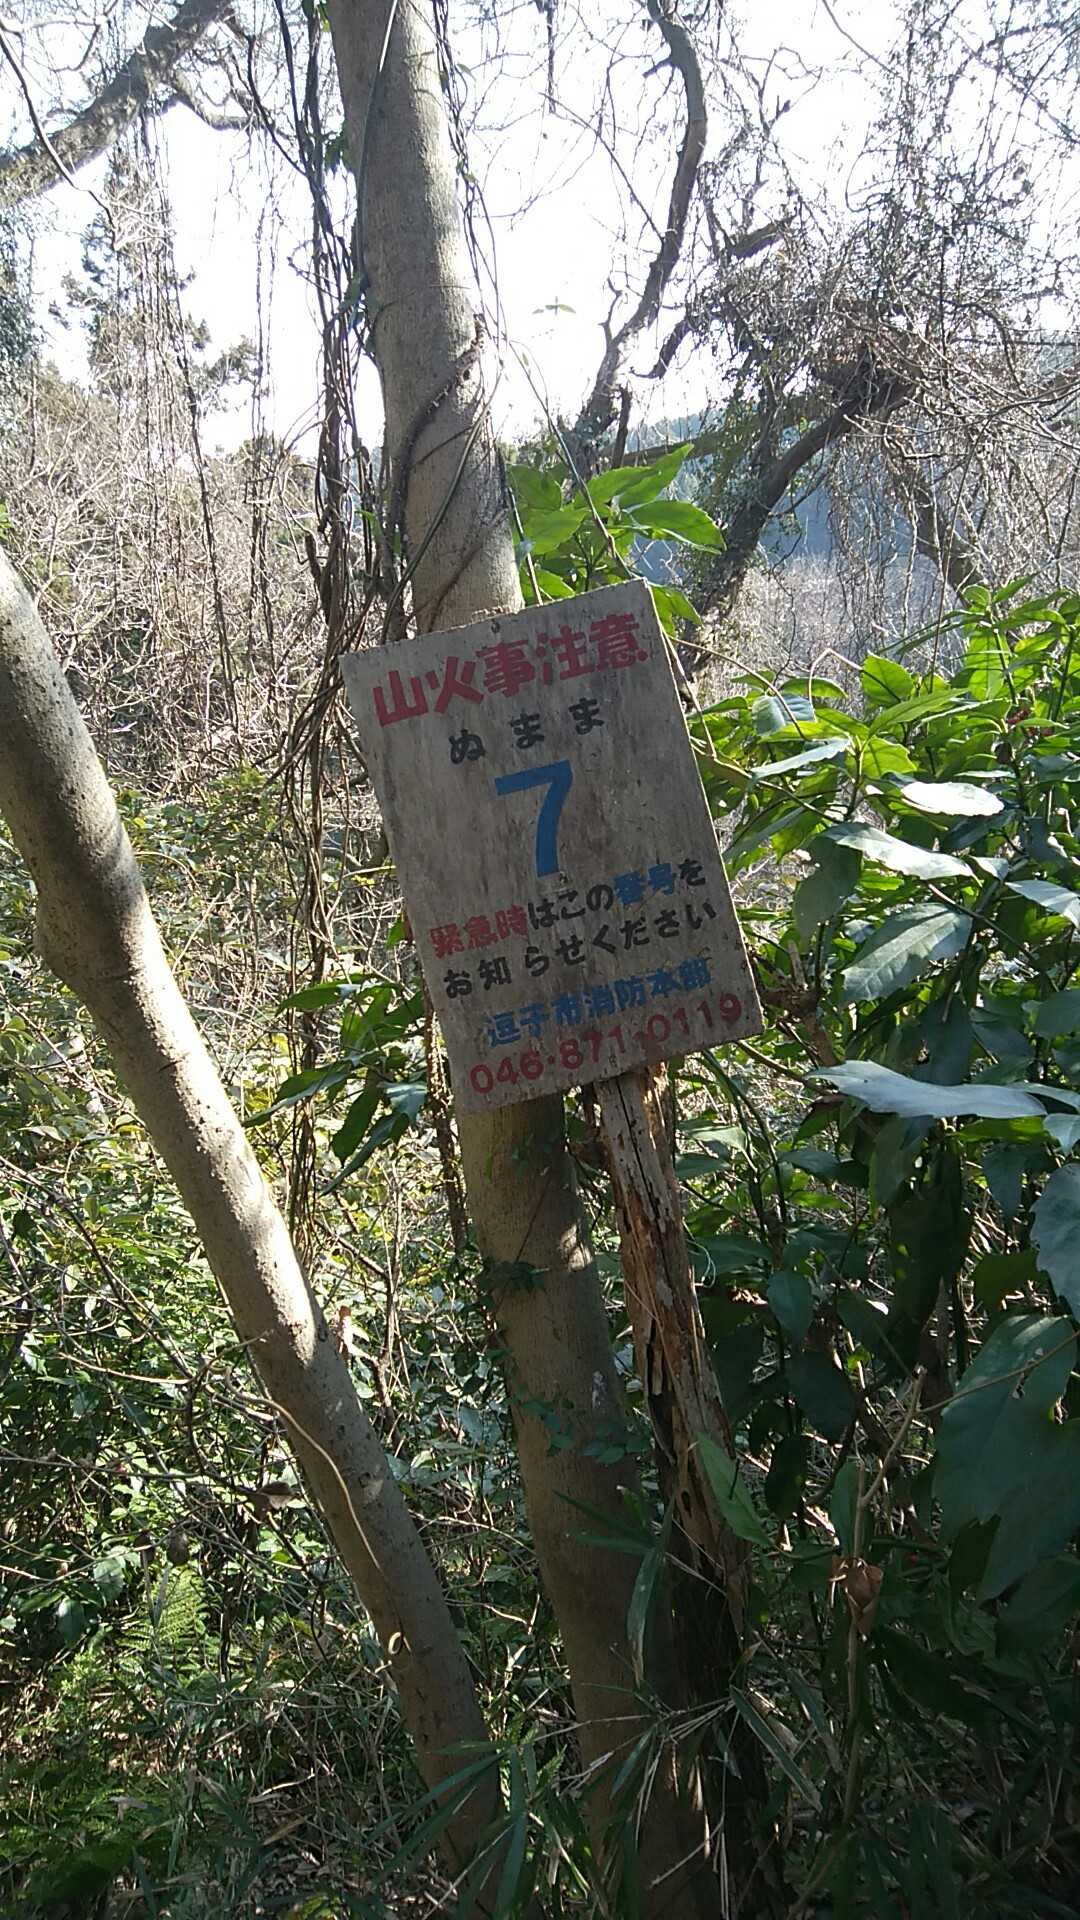 山火事注意
ぬまま
7
緊急時はこの番号を
お知らせください
逗子市消防本部
046-871-0119